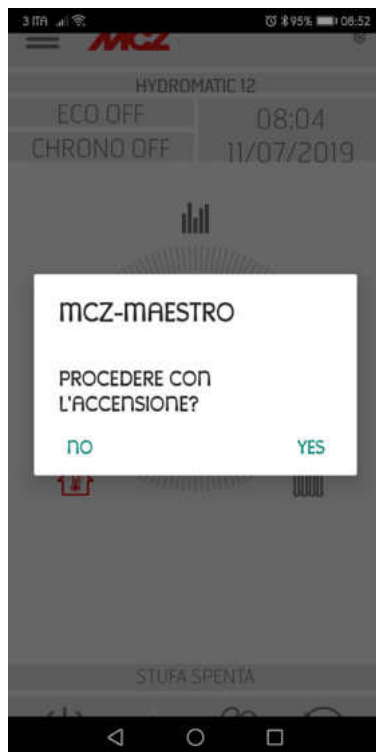 3 ITA 95% 08:52
MCZ
HYDROMATIC 12
ECO OFF
08:04
CHRONO OFF
11/07/2019
MCZ-MAESTRO
PROCEDERE CON
L'ACCENSIONE?
NO YES
STUFA SPENTA